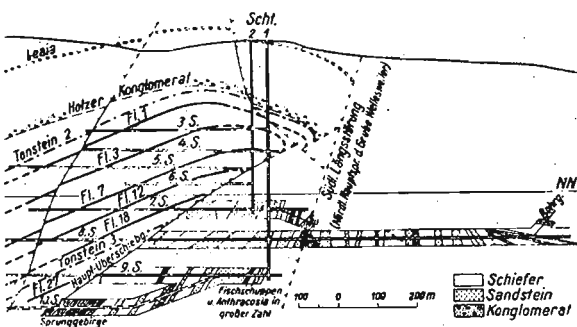 Scht.
2 1
Leaia
Holzer Konglomerat
Tonstein 2
Fl. 1
3. S.
Fl. 3
4. S.
5. S.
Fl. 7
6. S.
Fl. 12
Fl. 18
7. S.
8. S.
Tonstein 3
Haupt-Überschiebg.
9. S.
Fl. 21
Sprunggebirge
Fischschuppen
u. Anthracosia in
großer Zahl
Südl. Längsstörung
NN
Schiefer
Sandstein
Konglomerat
100 0 100 200 m